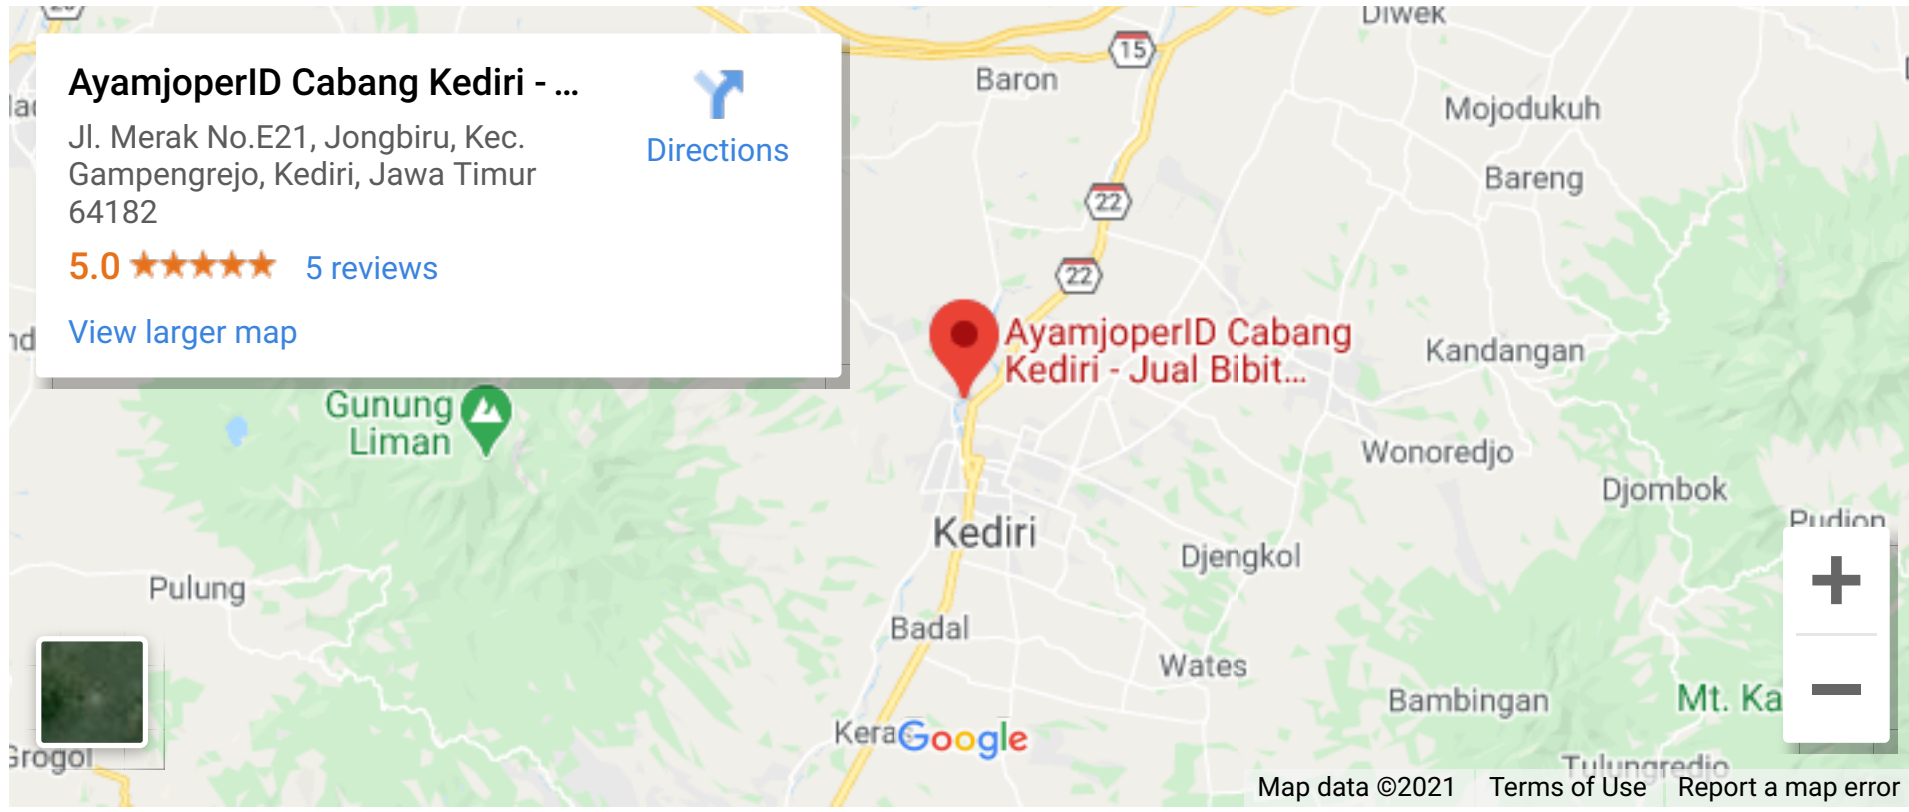 AyamjoperID Cabang Kediri - ...
Jl. Merak No.E21, Jongbiru, Kec.
Gampengrejo, Kediri, Jawa Timur
64182
5.0
5 reviews
View larger map
Directions
Diwek
15
Baron
Mojodukuh
Bareng
22
22
AyamjoperID Cabang
Kediri - Jual Bibit...
Kandangan
Gunung
Liman
Wonoredjo
Djombok
Pudjon
Kediri
Djengkol
Pulung
Badal
Wates
Bambingan
Mt. Ka
Keras
Google
Grogol
Tulungredjo
Map data ©2021
Terms of Use
Report a map error